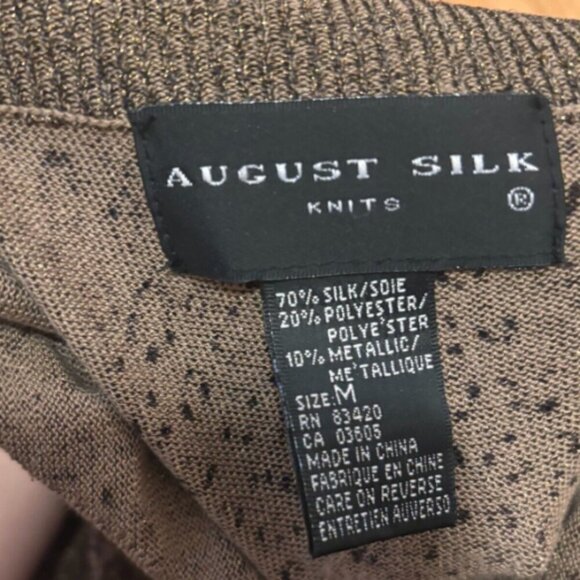 AUGUST SILK
KNITS
®
70% SILK/SOIE
20% POLYESTER/
POLYE'STER
10% METALLIC/
ME'TALLIQUE
SIZE: M
RN 83420
CA 03605
MADE IN CHINA
FABRIQUE EN CHINE
CARE ON REVERSE
ENTRETIEN AUVERSO